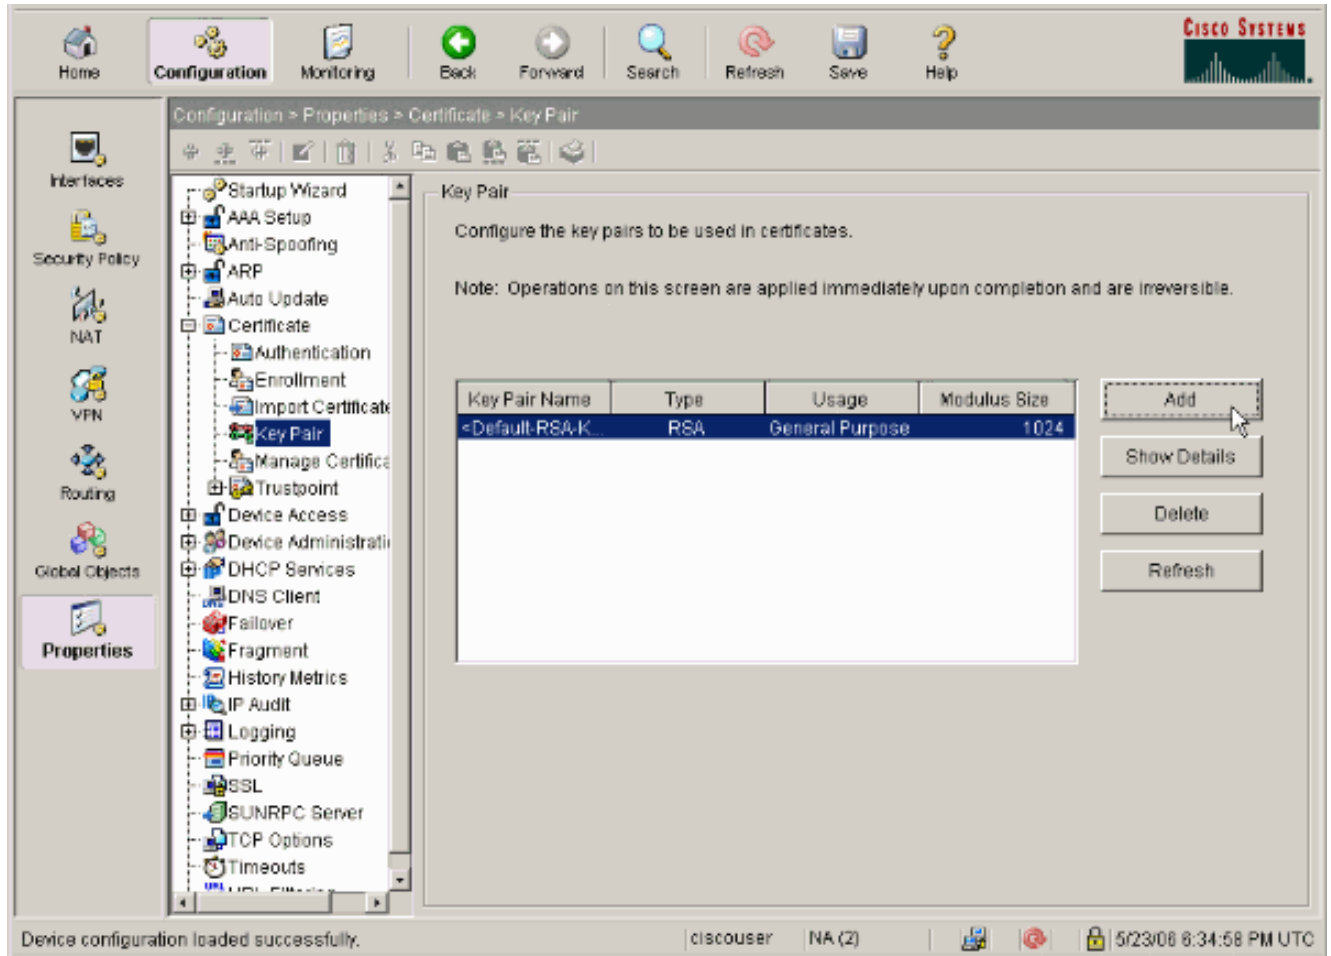 Home
Configuration
Monitoring
Back
Forward
Search
Refresh
Save
Help
CISCO SYSTEMS
Configuration > Properties > Certificate > Key Pair
Interfaces
Security Policy
NAT
VPN
Routing
Global Objects
Properties
Startup Wizard
AAA Setup
Anti-Spoofing
ARP
Auto Update
Certificate
Authentication
Enrollment
Import Certificate
Key Pair
Manage Certifica
Trustpoint
Device Access
Device Administrati
DHCP Services
DNS Client
Failover
Fragment
History Metrics
IP Audit
Logging
Priority Queue
SSL
SUNRPC Server
TCP Options
Timeouts
Key Pair
Configure the key pairs to be used in certificates.
Note: Operations on this screen are applied immediately upon completion and are irreversible.
Key Pair Name Type Usage Modulus Size
<Default-RSA-K... RSA General Purpose 1024
Add
Show Details
Delete
Refresh
Device configuration loaded successfully.
ciscouser
NA (2)
5/23/06 6:34:58 PM UTC